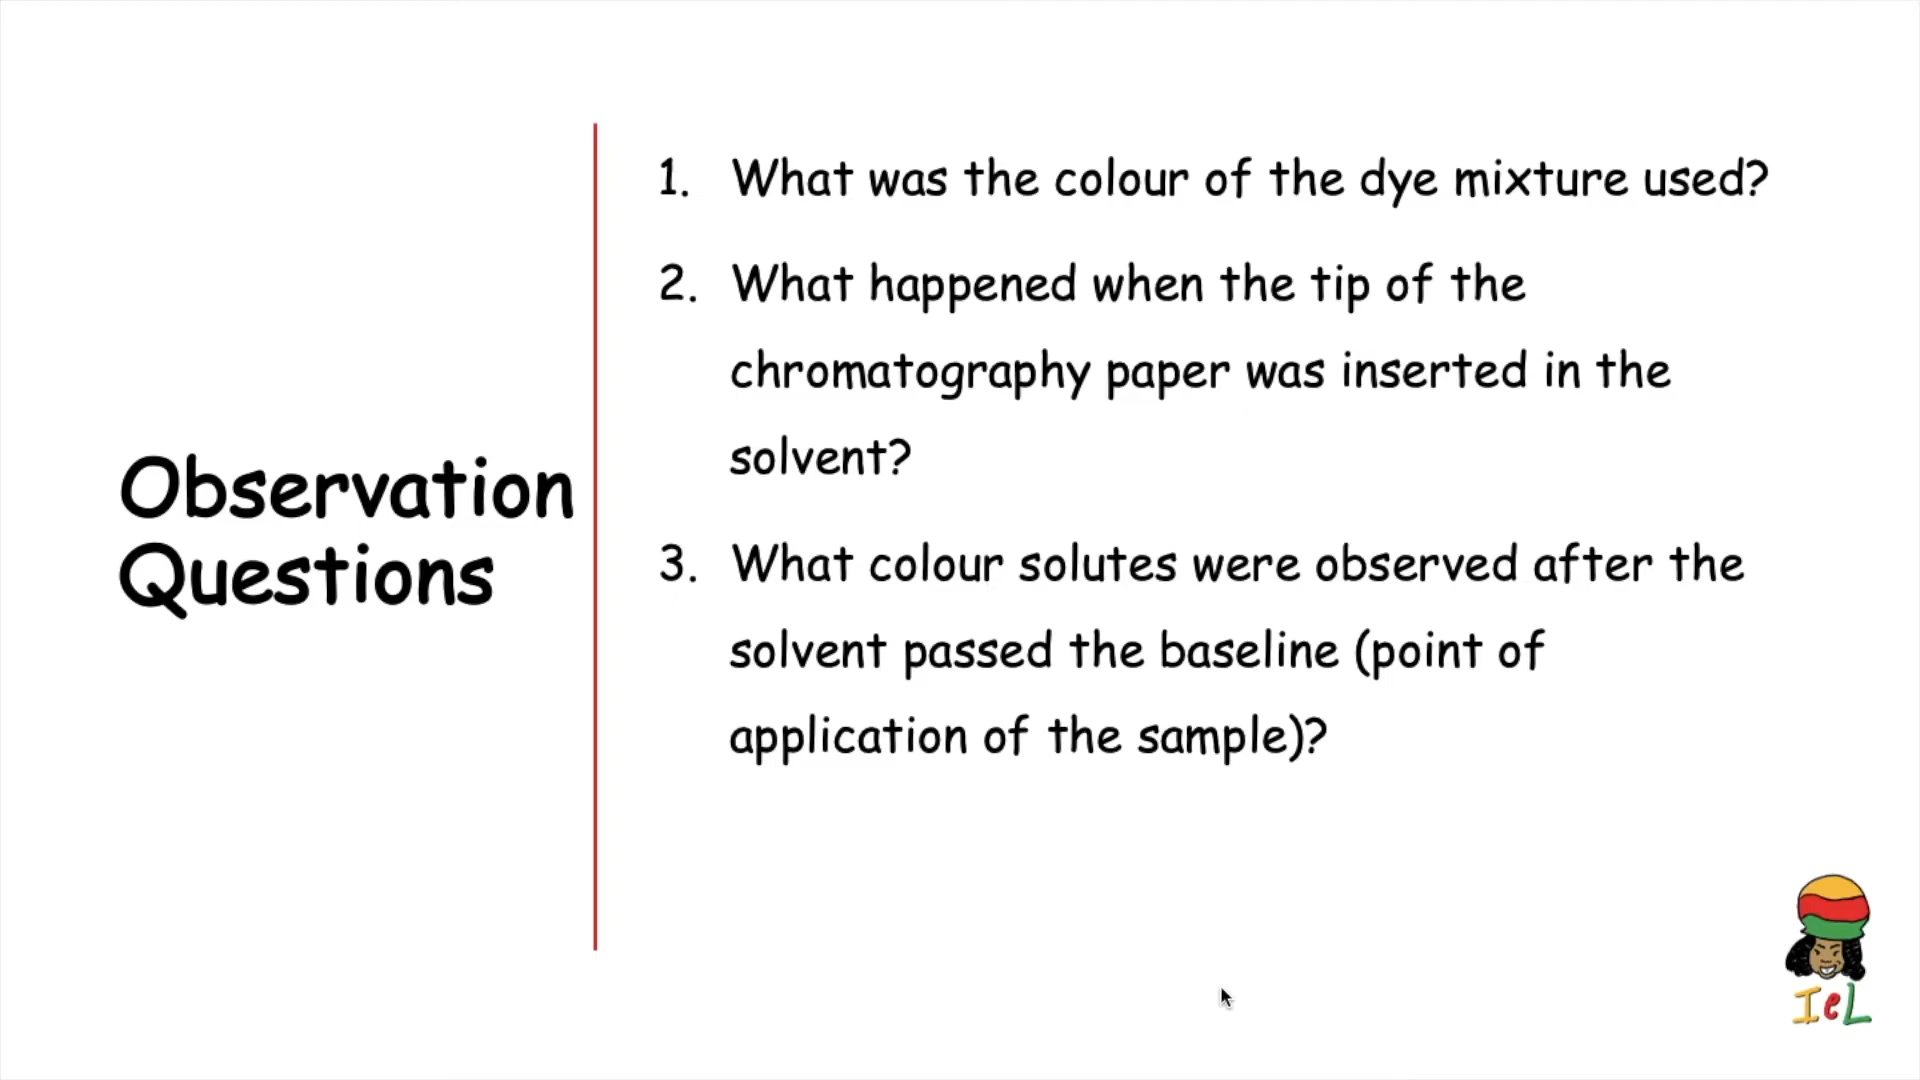 Observation
Questions
1. What was the colour of the dye mixture used?
2. What happened when the tip of the
chromatography paper was inserted in the
solvent?
3. What colour solutes were observed after the
solvent passed the baseline (point of
application of the sample)?
IeL